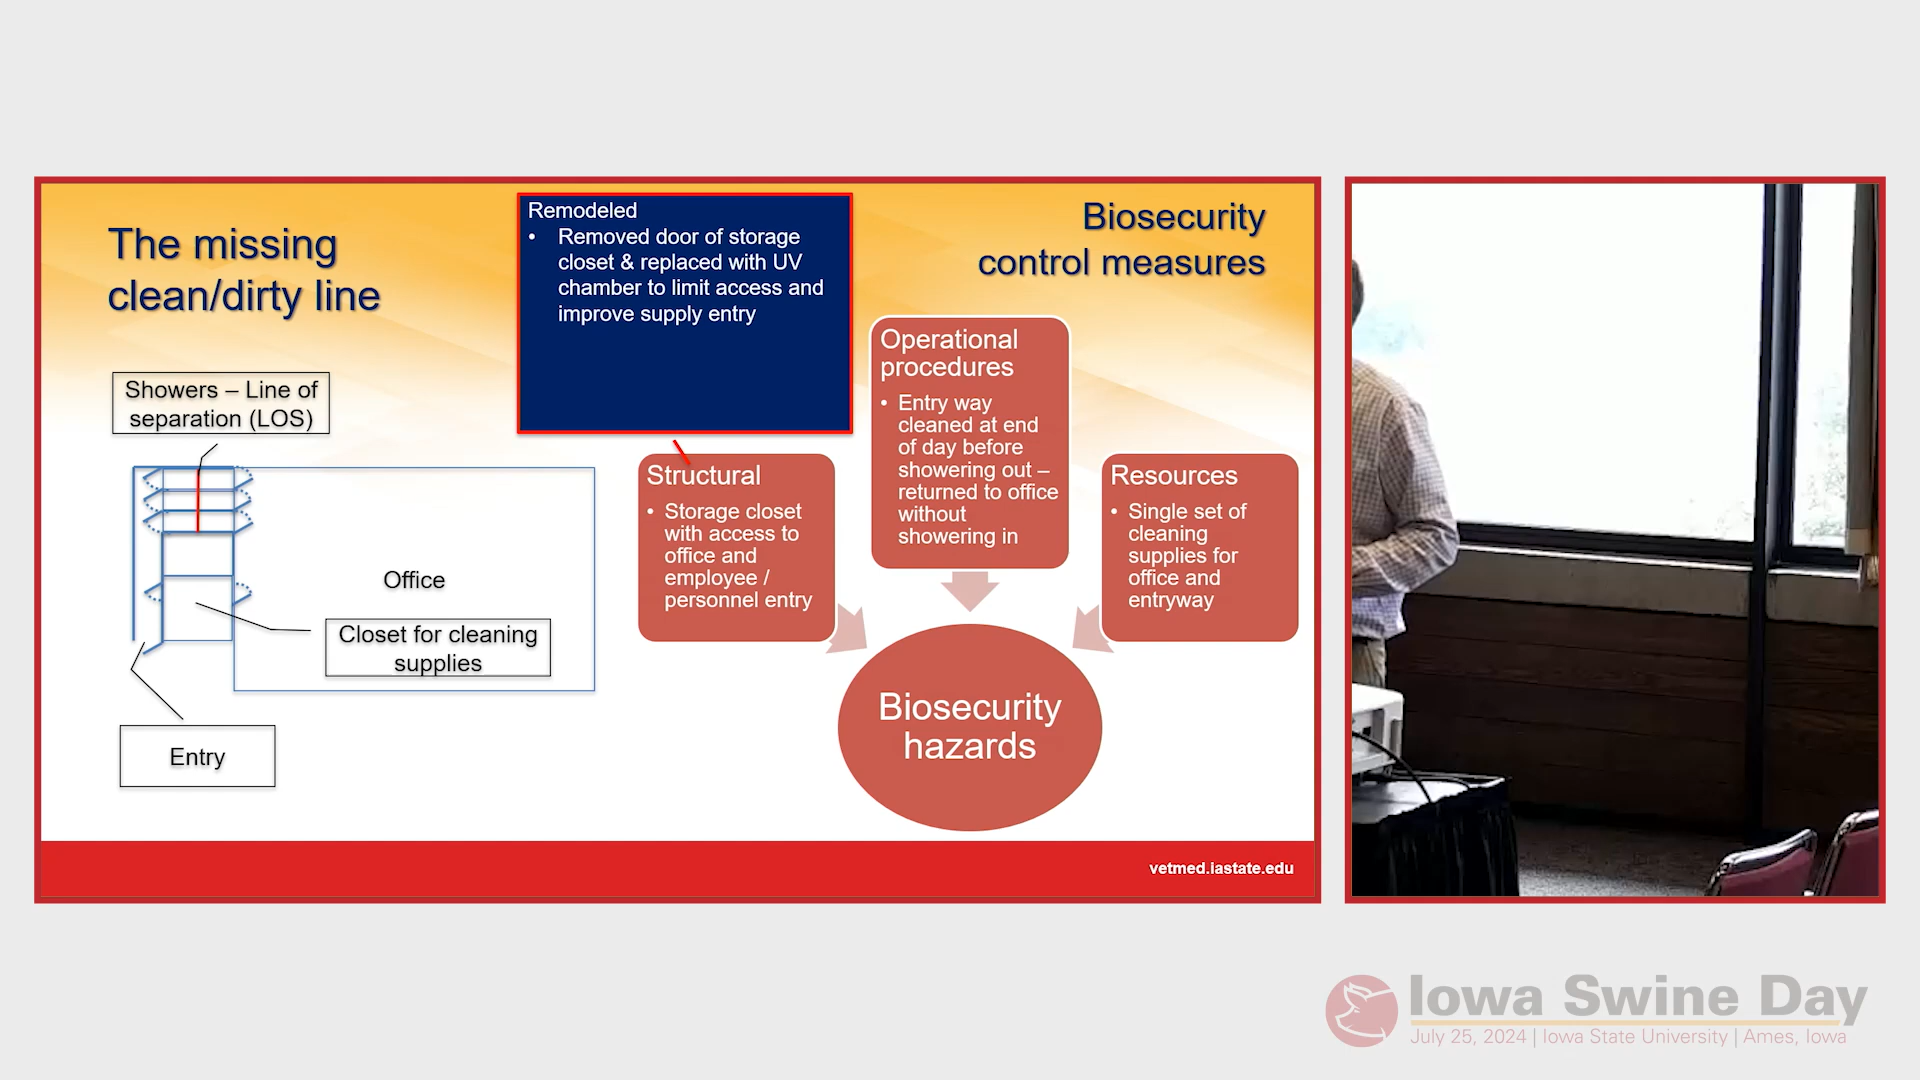 The missing
clean/dirty line
Remodeled
• Removed door of storage
closet & replaced with UV
chamber to limit access and
improve supply entry
Biosecurity
control measures
Showers – Line of
separation (LOS)
Office
Closet for cleaning
supplies
Entry
Structural
• Storage closet
with access to
office and
employee /
personnel entry
Operational
procedures
• Entry way
cleaned at end
of day before
showering out –
returned to office
without
showering in
Resources
• Single set of
cleaning
supplies for
office and
entryway
Biosecurity
hazards
vetmed.iastate.edu
Iowa Swine Day
July 25, 2024 | Iowa State University | Ames, Iowa